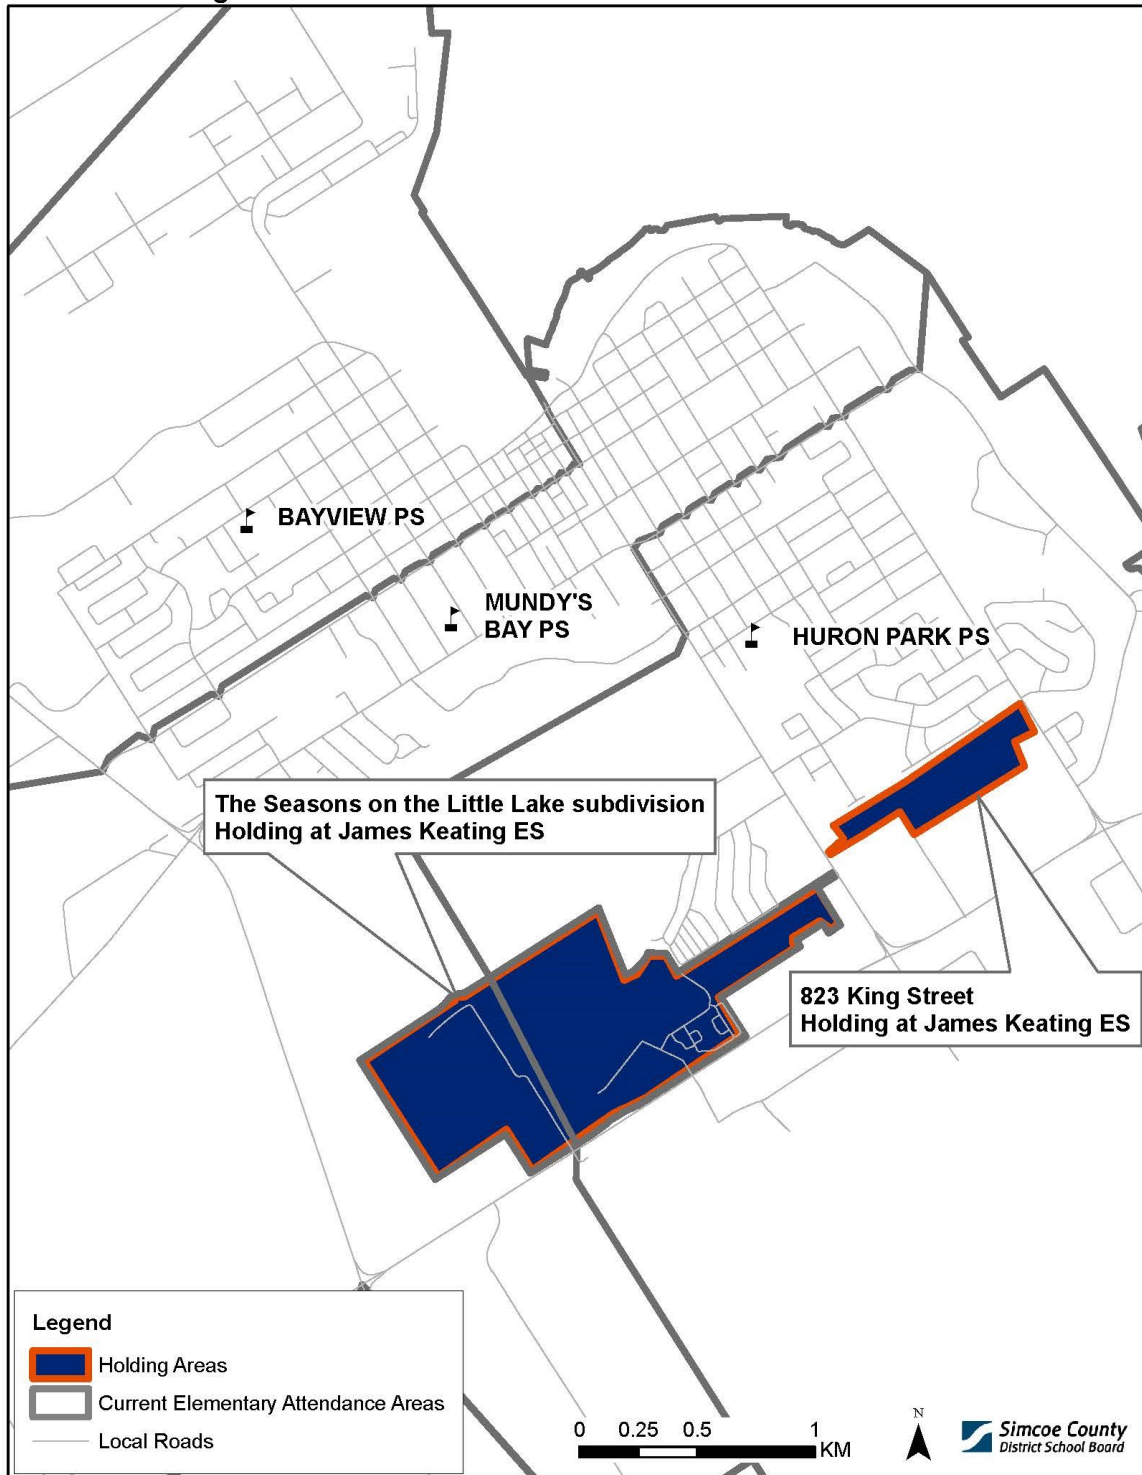 BAYVIEW PS
MUNDY'S
BAY PS
HURON PARK PS
The Seasons on the Little Lake subdivision
Holding at James Keating ES
823 King Street
Holding at James Keating ES
Legend
Holding Areas
Current Elementary Attendance Areas
Local Roads
0 0.25 0.5 1
KM
N
Simcoe County
District School Board